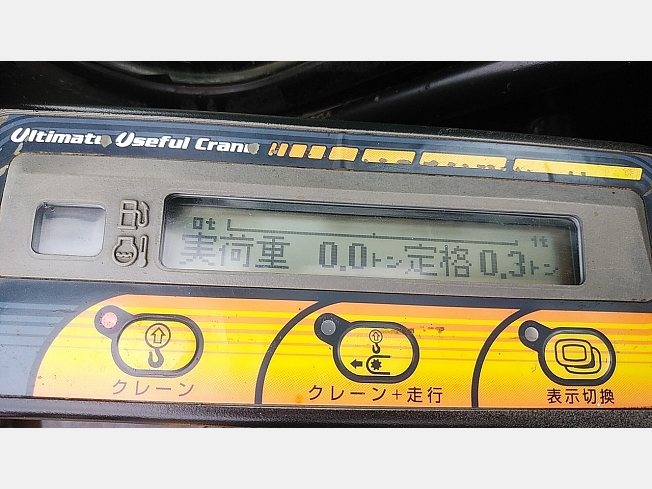 Ultimate Useful Crane
0t 1t
実荷重 0.0トン定格0.3トン
クレーン
クレーン+走行
表示切換